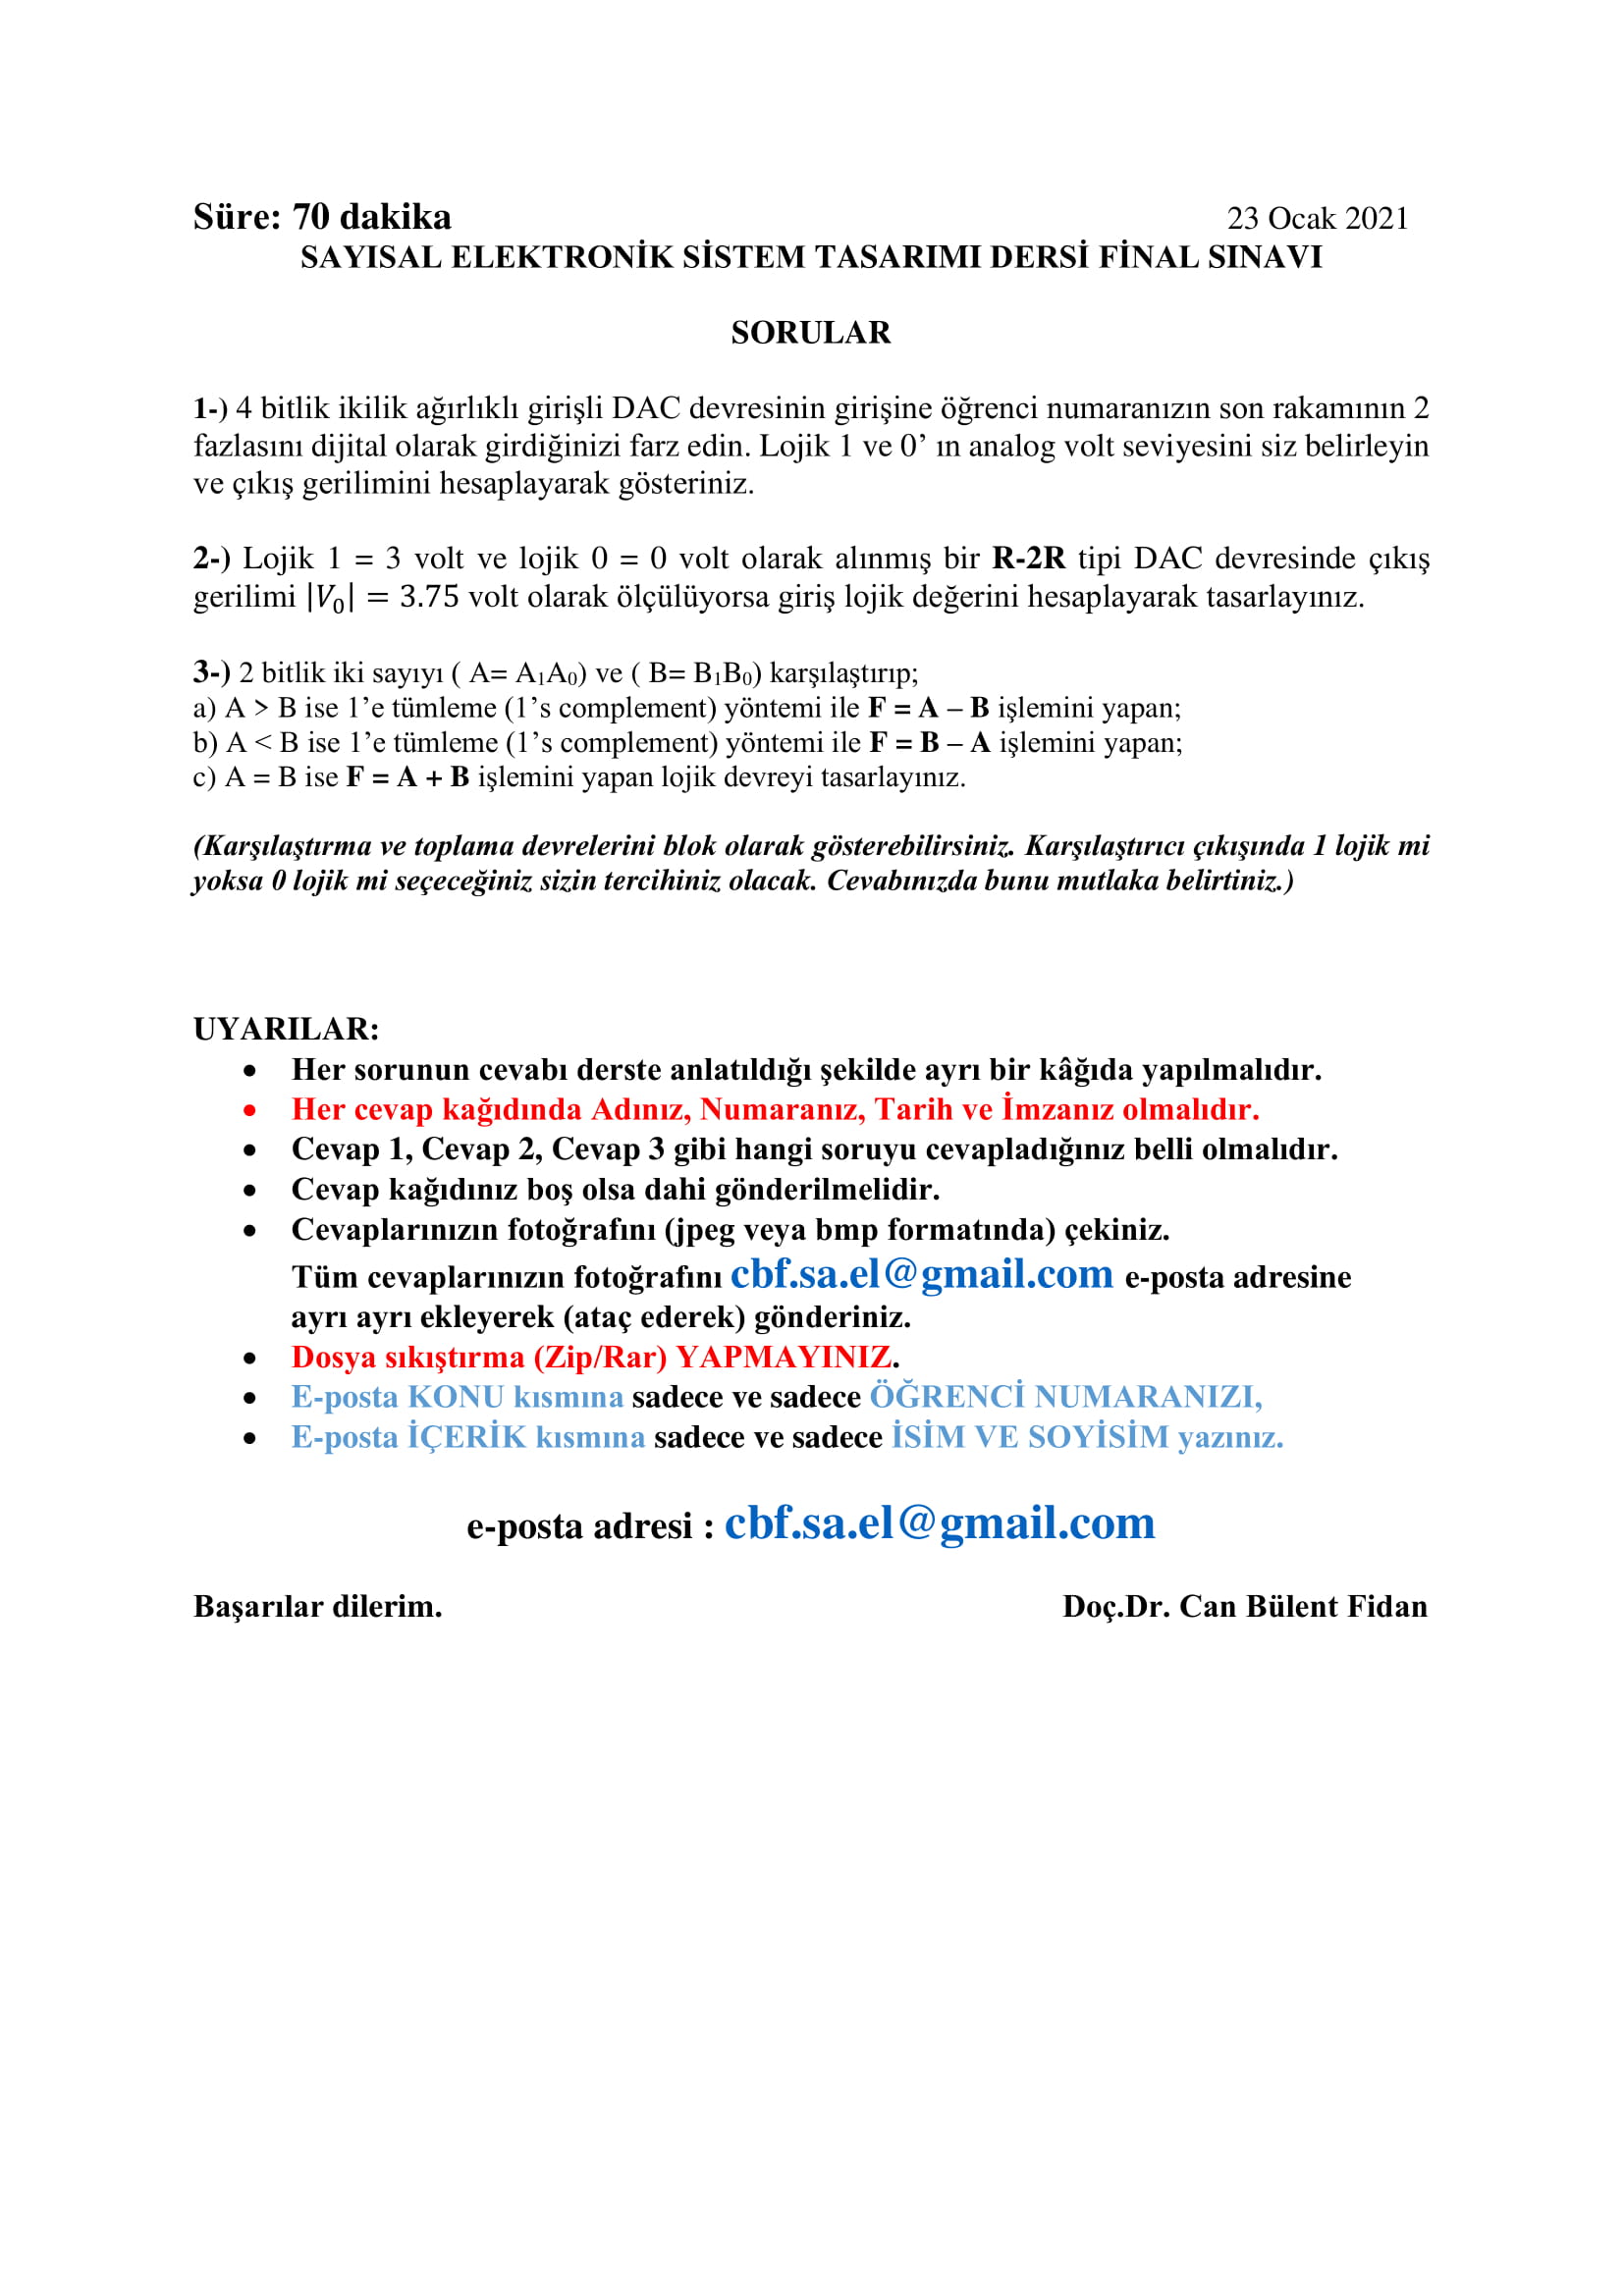 Süre: 70 dakika 23 Ocak 2021
SAYISAL ELEKTRONİK SİSTEM TASARIMI DERSİ FİNAL SINAVI
SORULAR
1-) 4 bitlik ikilik ağırlıklı girişli DAC devresinin girişine öğrenci numaranızın son rakamının 2
fazlasını dijital olarak girdiğinizi farz edin. Lojik 1 ve 0’ ın analog volt seviyesini siz belirleyin
ve çıkış gerilimini hesaplayarak gösteriniz.
2-) Lojik 1 = 3 volt ve lojik 0 = 0 volt olarak alınmış bir R-2R tipi DAC devresinde çıkış
gerilimi |V₀| = 3.75 volt olarak ölçülüyorsa giriş lojik değerini hesaplayarak tasarlayınız.
3-) 2 bitlik iki sayıyı ( A= A₁A₀) ve ( B= B₁B₀) karşılaştırıp;
a) A > B ise 1’e tümleme (1’s complement) yöntemi ile F = A – B işlemini yapan;
b) A < B ise 1’e tümleme (1’s complement) yöntemi ile F = B – A işlemini yapan;
c) A = B ise F = A + B işlemini yapan lojik devreyi tasarlayınız.
(Karşılaştırma ve toplama devrelerini blok olarak gösterebilirsiniz. Karşılaştırıcı çıkışında 1 lojik mi
yoksa 0 lojik mi seçeceğiniz sizin tercihiniz olacak. Cevabınızda bunu mutlaka belirtiniz.)
UYARILAR:
• Her sorunun cevabı derste anlatıldığı şekilde ayrı bir kâğıda yapılmalıdır.
• Her cevap kağıdında Adınız, Numaranız, Tarih ve İmzanız olmalıdır.
• Cevap 1, Cevap 2, Cevap 3 gibi hangi soruyu cevapladığınız belli olmalıdır.
• Cevap kağıdınız boş olsa dahi gönderilmelidir.
• Cevaplarınızın fotoğrafını (jpeg veya bmp formatında) çekiniz.
Tüm cevaplarınızın fotoğrafını cbf.sa.el@gmail.com e-posta adresine
ayrı ayrı ekleyerek (ataç ederek) gönderiniz.
• Dosya sıkıştırma (Zip/Rar) YAPMAYINIZ.
• E-posta KONU kısmına sadece ve sadece ÖĞRENCİ NUMARANIZI,
• E-posta İÇERİK kısmına sadece ve sadece İSİM VE SOYİSİM yazınız.
e-posta adresi : cbf.sa.el@gmail.com
Başarılar dilerim. Doç.Dr. Can Bülent Fidan